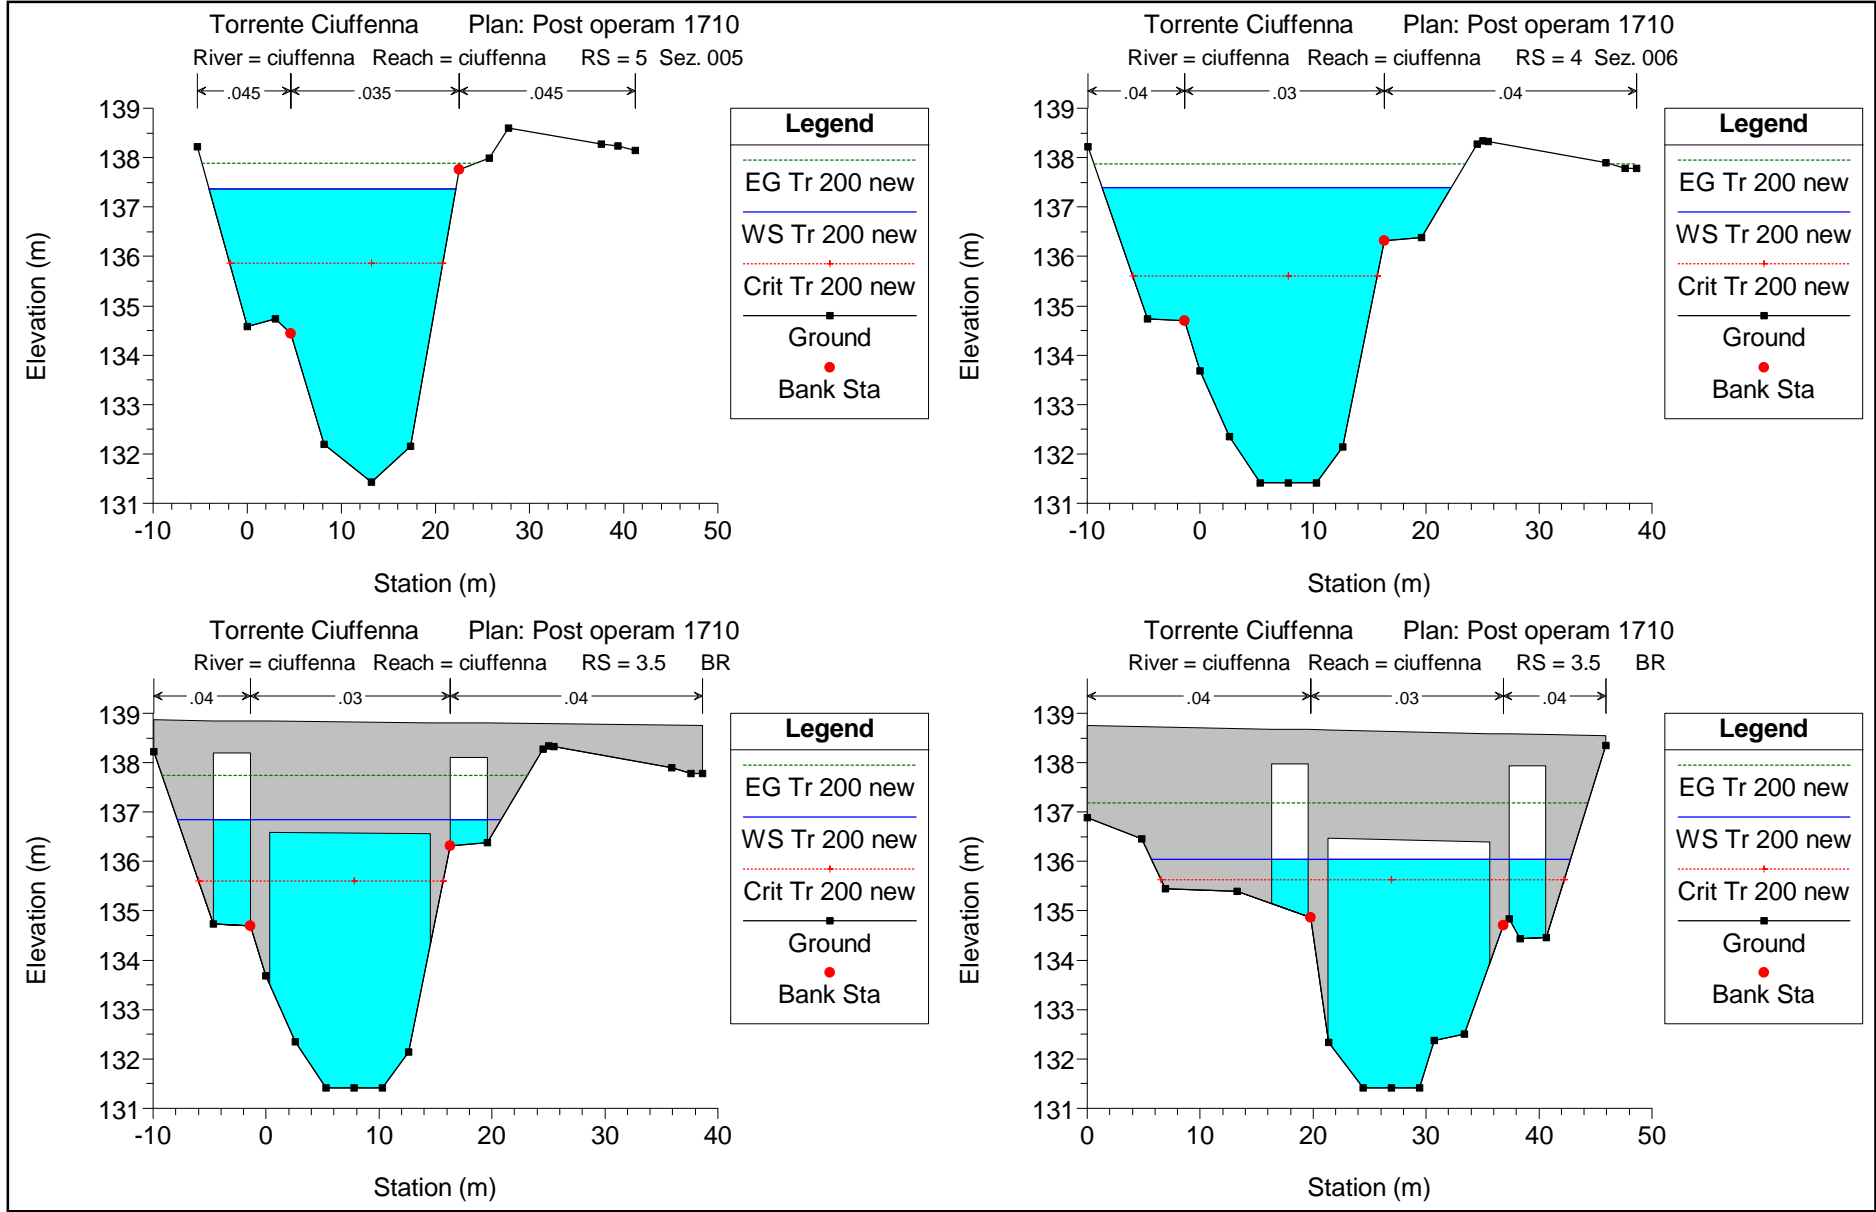 Torrente Ciuffenna Plan: Post operam 1710
River = ciuffenna Reach = ciuffenna RS = 5 Sez. 005
.045 .035 .045
139
138
137
136
135
134
133
132
131
-10 0 10 20 30 40 50
Elevation (m)
Station (m)
Legend
EG Tr 200 new
WS Tr 200 new
Crit Tr 200 new
Ground
Bank Sta
Torrente Ciuffenna Plan: Post operam 1710
River = ciuffenna Reach = ciuffenna RS = 4 Sez. 006
.04 .03 .04
139
138
137
136
135
134
133
132
131
-10 0 10 20 30 40
Elevation (m)
Station (m)
Legend
EG Tr 200 new
WS Tr 200 new
Crit Tr 200 new
Ground
Bank Sta
Torrente Ciuffenna Plan: Post operam 1710
River = ciuffenna Reach = ciuffenna RS = 3.5 BR
.04 .03 .04
139
138
137
136
135
134
133
132
131
-10 0 10 20 30 40
Elevation (m)
Station (m)
Legend
EG Tr 200 new
WS Tr 200 new
Crit Tr 200 new
Ground
Bank Sta
Torrente Ciuffenna Plan: Post operam 1710
River = ciuffenna Reach = ciuffenna RS = 3.5 BR
.04 .03 .04
139
138
137
136
135
134
133
132
131
0 10 20 30 40 50
Elevation (m)
Station (m)
Legend
EG Tr 200 new
WS Tr 200 new
Crit Tr 200 new
Ground
Bank Sta